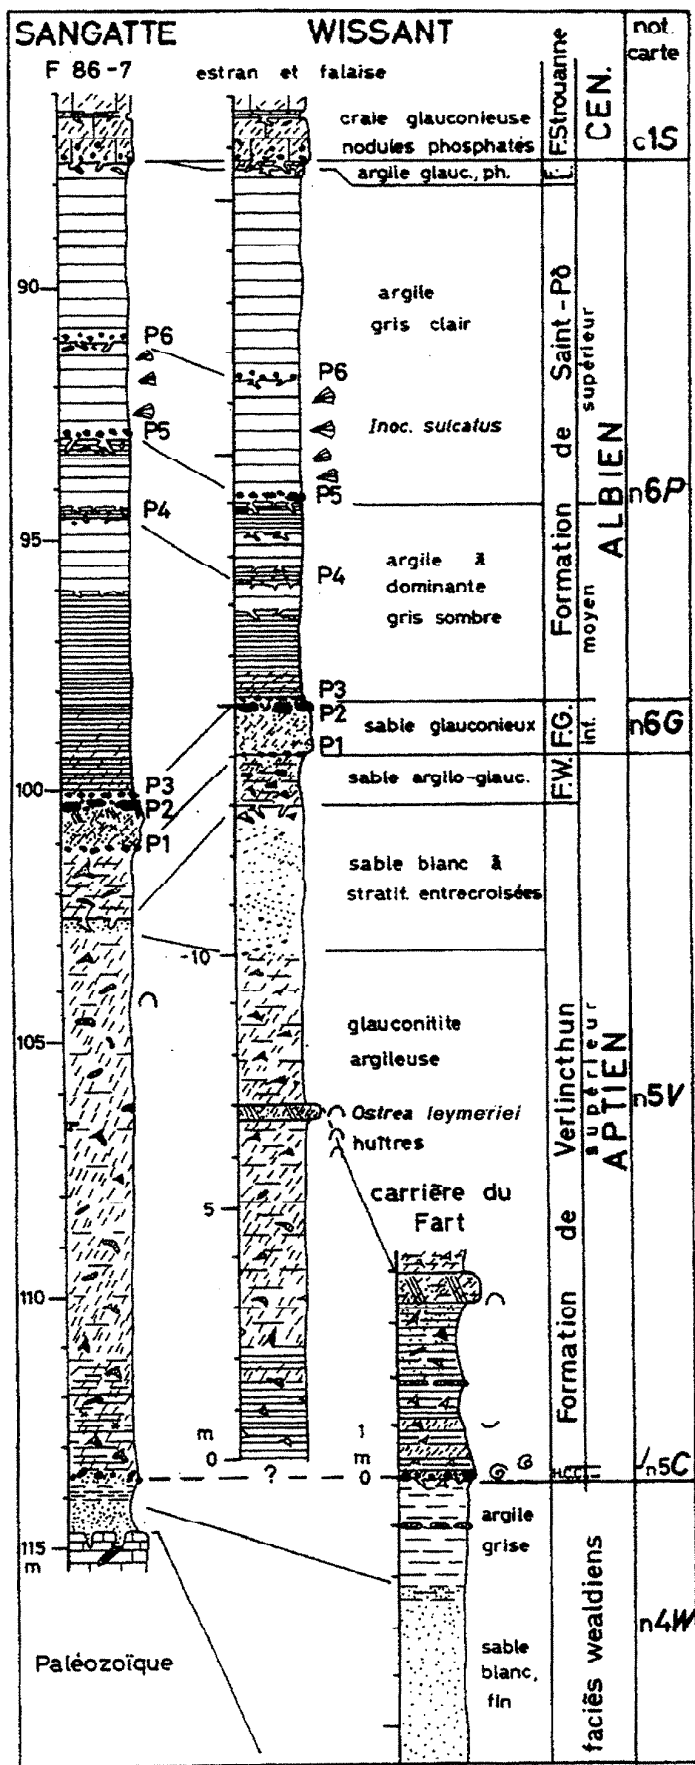 SANGATTE
F 86-7
WISSANT
estran et falaise
F.Strouanne
CEN.
not.
carte
craie glauconieuse
nodules phosphatés
c1S
argile glauc., ph.
90
argile
gris clair
P6
P6
Inoc. sulcatus
P5
P5
P4
95
argile à
dominante
gris sombre
P4
Formation de Saint-Pô
supérieur
moyen
ALBIEN
n6P
P3
P2
sable glauconieux
P1
F.G.
inf.
n6G
sable argilo-glauc.
F.W.
100
P3
P2
P1
sable blanc à
stratif. entrecroisées
10
glauconitite
argileuse
105
Ostrea leymeriei
huîtres
5
carrière du
Fart
110
Formation de Verlincthun
supérieur
APTIEN
n5V
m
0
?
1
m
0
n5C
argile
grise
115
m
sable
blanc,
fin
Paléozoïque
faciès wealdiens
n4W